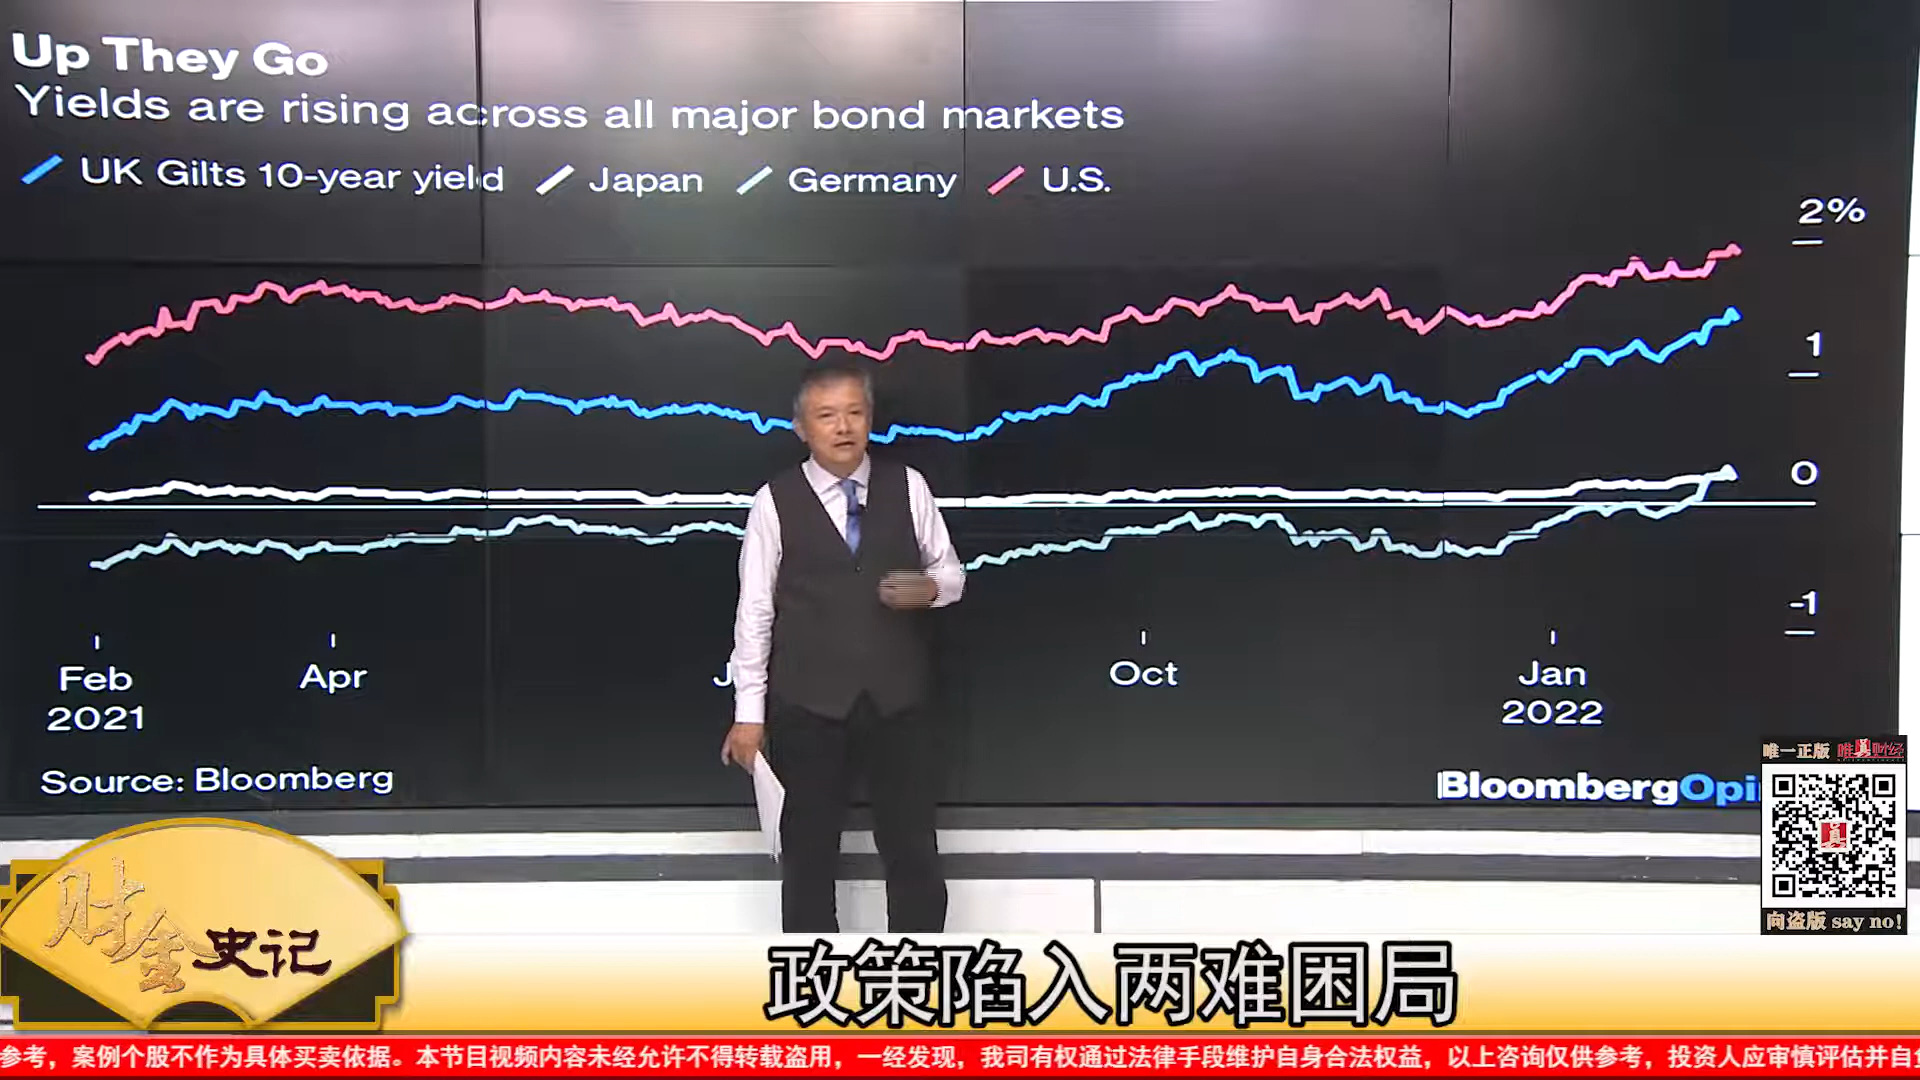 Up They Go
Yields are rising across all major bond markets
UK Gilts 10-year yield Japan Germany U.S.
2%
1
0
-1
Feb Apr Oct Jan
2021 2022
Source: Bloomberg
BloombergOpi
唯一正版 唯真财经
真
向盗版 say no!
财金史记
政策陷入两难困局
参考，案例个股不作为具体买卖依据。本节目视频内容未经允许不得转载盗用，一经发现，我司有权通过法律手段维护自身合法权益，以上咨询仅供参考，投资人应审慎评估并自